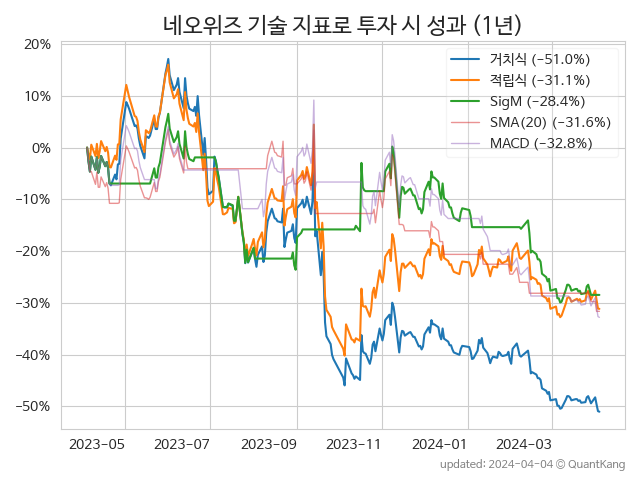 네오위즈 기술 지표로 투자 시 성과 (1년)
20%
10%
0%
−10%
−20%
−30%
−40%
−50%
거치식 (−51.0%)
적립식 (−31.1%)
SigM (−28.4%)
SMA(20) (−31.6%)
MACD (−32.8%)
2023-05
2023-07
2023-09
2023-11
2024-01
2024-03
updated: 2024-04-04 © QuantKang